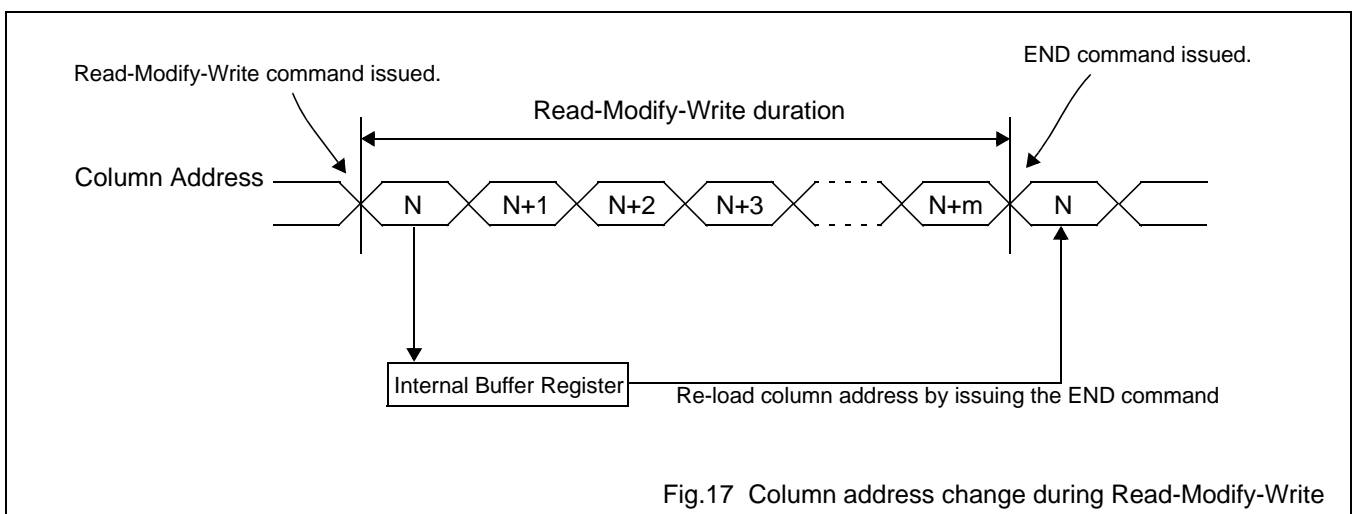 END command issued.
Read-Modify-Write command issued.
Read-Modify-Write duration
Column Address
N N+1 N+2 N+3 N+m N
Internal Buffer Register
Re-load column address by issuing the END command
Fig.17 Column address change during Read-Modify-Write